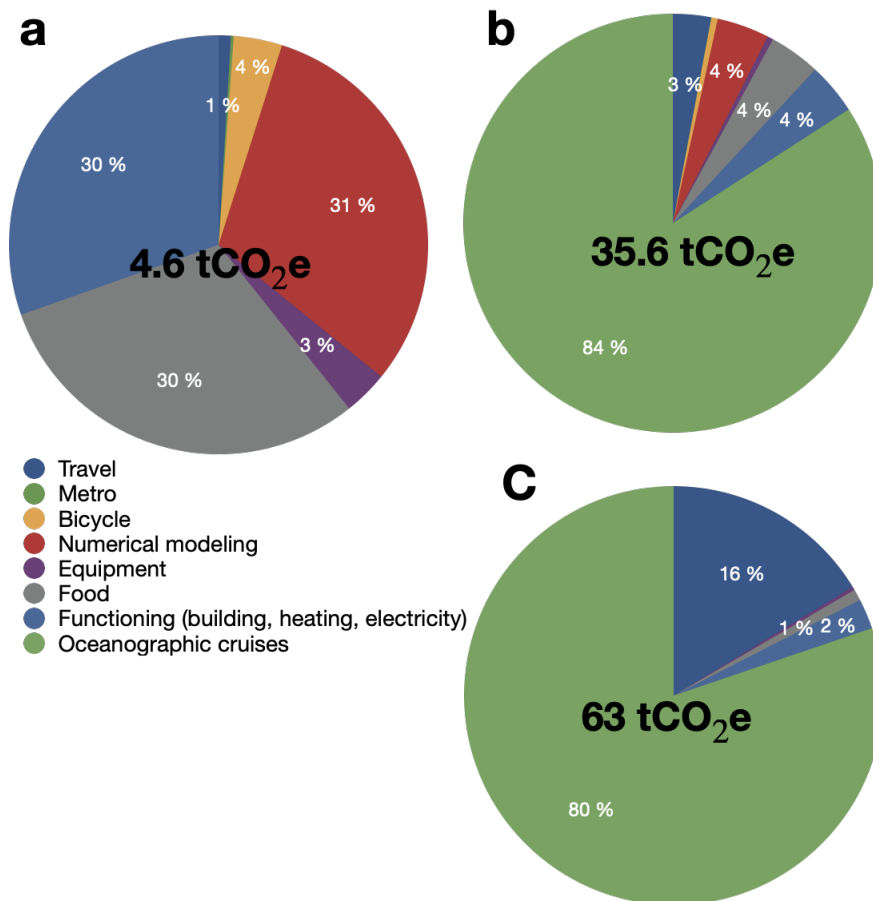 a
4 %
1 %
30 %
31 %
4.6 tCO₂e
3 %
30 %
Travel
Metro
Bicycle
Numerical modeling
Equipment
Food
Functioning (building, heating, electricity)
Oceanographic cruises
b
3 %
4 %
4 %
4 %
35.6 tCO₂e
84 %
C
16 %
1 %
2 %
63 tCO₂e
80 %